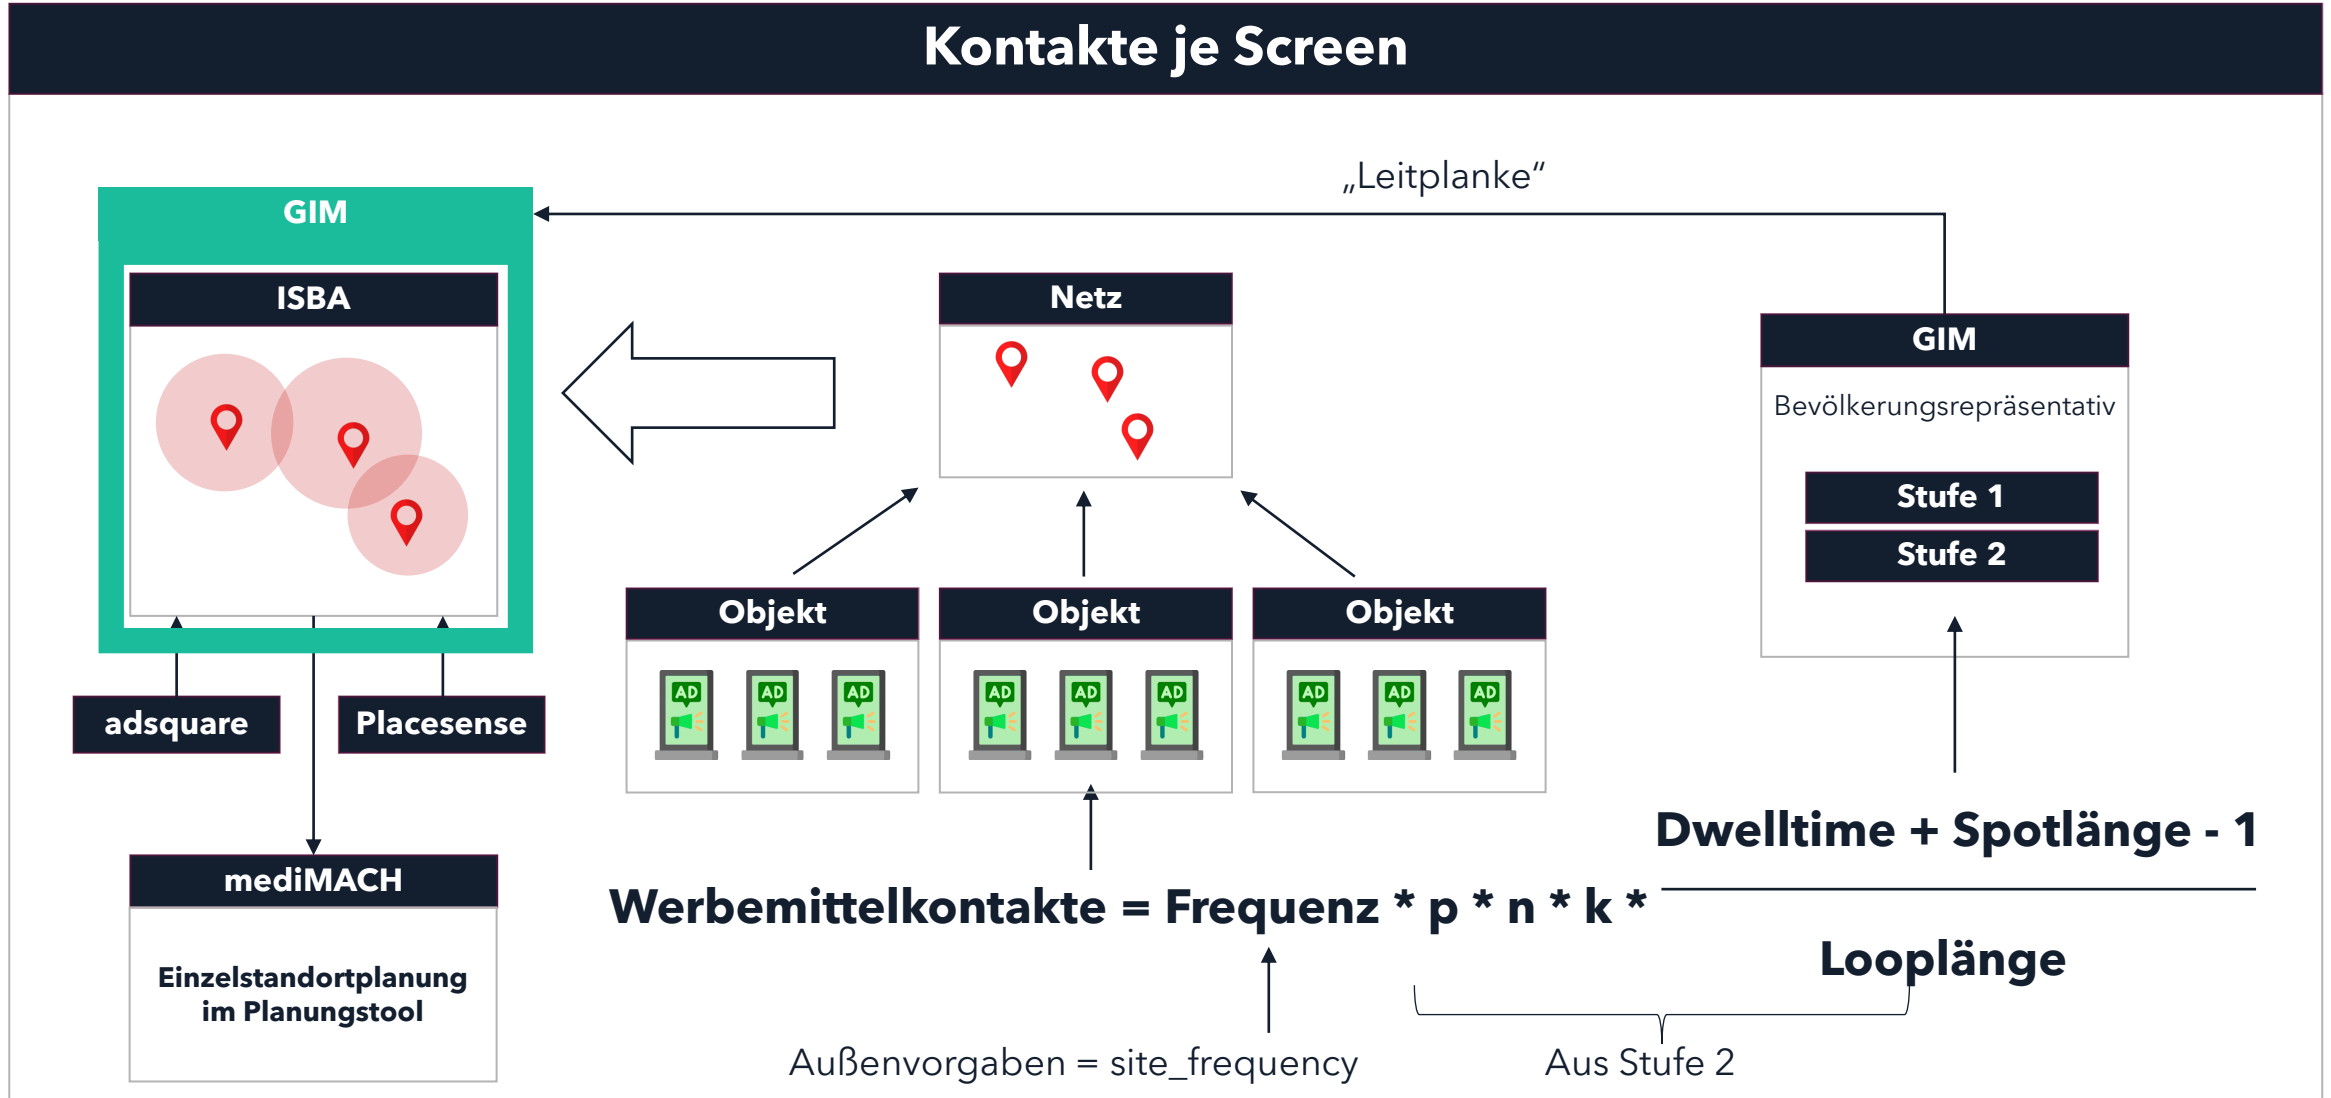 Kontakte je Screen
„Leitplanke“
GIM
ISBA
adsquare
Placesense
mediMACH
Einzelstandortplanung
im Planungstool
Netz
Objekt
Objekt
Objekt
AD
AD
AD
AD
AD
AD
AD
AD
AD
GIM
Bevölkerungsrepräsentativ
Stufe 1
Stufe 2
Dwelltime + Spotlänge - 1
Werbemittelkontakte = Frequenz * p * n * k *
Looplänge
Außenvorgaben = site_frequency
Aus Stufe 2